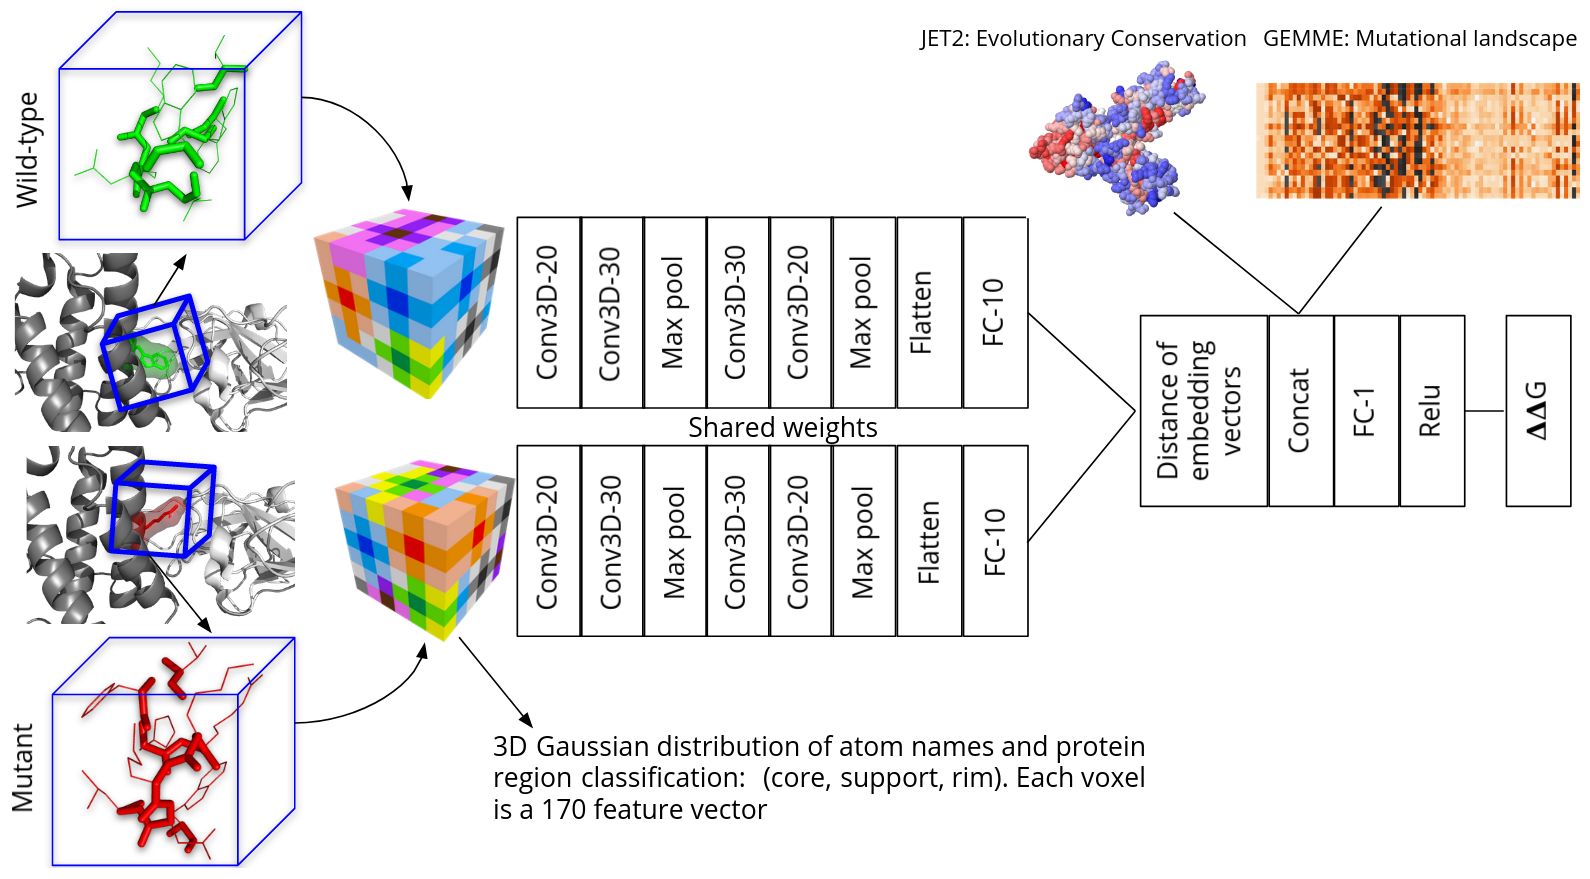 JET2: Evolutionary Conservation
GEMME: Mutational landscape
Wild-type
Conv3D-20
Conv3D-30
Max pool
Conv3D-30
Conv3D-20
Max pool
Flatten
FC-10
Shared weights
Conv3D-20
Conv3D-30
Max pool
Conv3D-30
Conv3D-20
Max pool
Flatten
FC-10
Distance of
embedding
vectors
Concat
FC-1
Relu
ΔΔG
Mutant
3D Gaussian distribution of atom names and protein
region classification: (core, support, rim). Each voxel
is a 170 feature vector